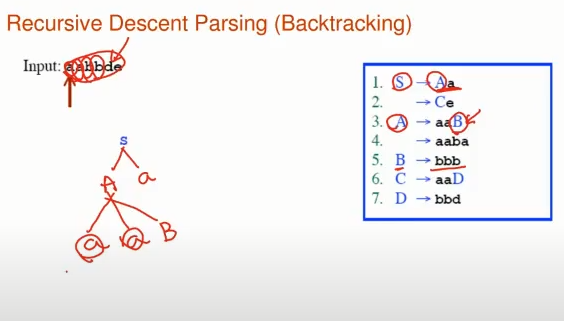 Recursive Descent Parsing (Backtracking)
Input: aabbde
1. S → Aa
2. → Ce
3. A → aaB
4. → aaba
5. B → bbb
6. C → aaD
7. D → bbd
S
A a
a a B